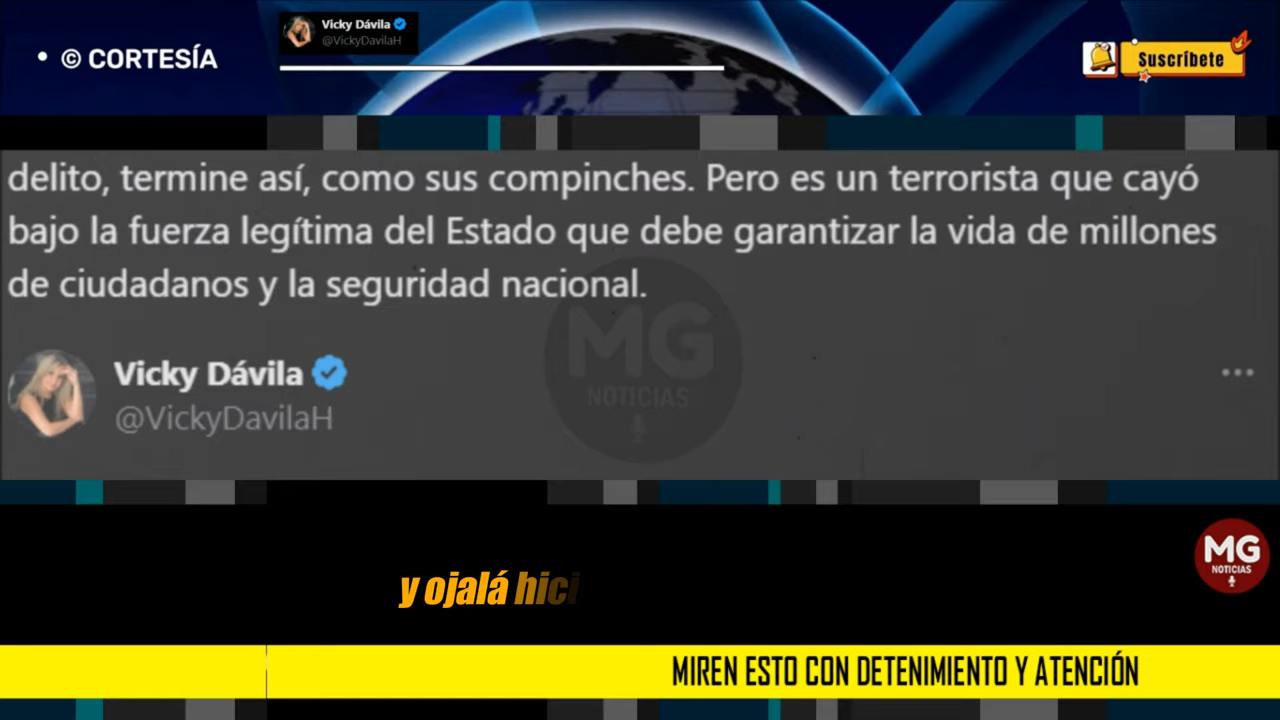 Vicky Dávila
@VickyDavilaH
• © CORTESÍA
Suscríbete
delito, termine así, como sus compinches. Pero es un terrorista que cayó
bajo la fuerza legítima del Estado que debe garantizar la vida de millones
de ciudadanos y la seguridad nacional.
MG
NOTICIAS
Vicky Dávila
@VickyDavilaH
MG
NOTICIAS
y ojalá hici
MIREN ESTO CON DETENIMIENTO Y ATENCIÓN